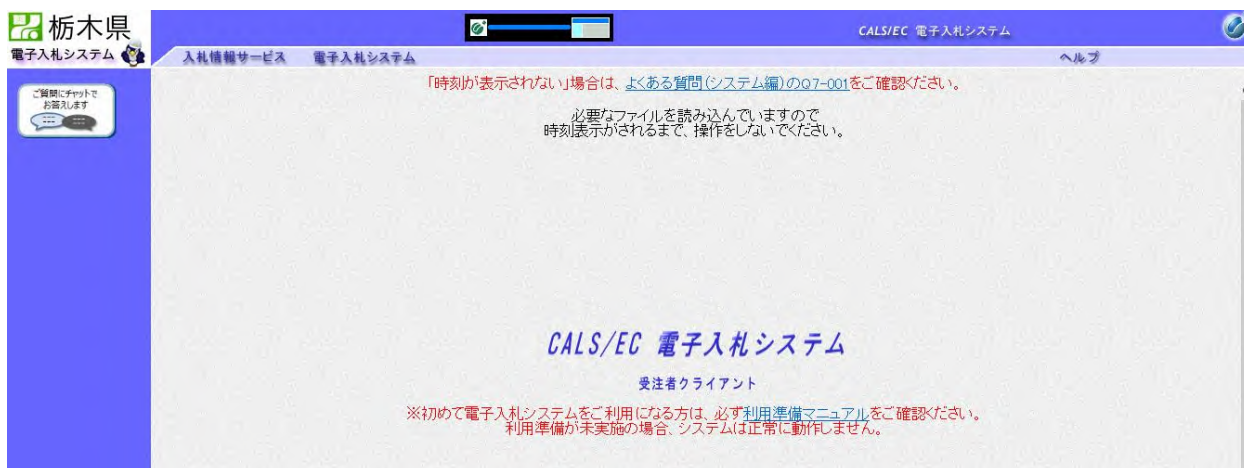 栃木県
電子入札システム
CALS/EC 電子入札システム
入札情報サービス
電子入札システム
ヘルプ
ご質問にチャットで
お答えします
「時刻が表示されない」場合は、よくある質問(システム編)のQ7-001をご確認ください。
必要なファイルを読み込んでいますので
時刻表示がされるまで、操作をしないでください。
CALS/EC 電子入札システム
受注者クライアント
※初めて電子入札システムをご利用になる方は、必ず利用準備マニュアルをご確認ください。
利用準備が未実施の場合、システムは正常に動作しません。